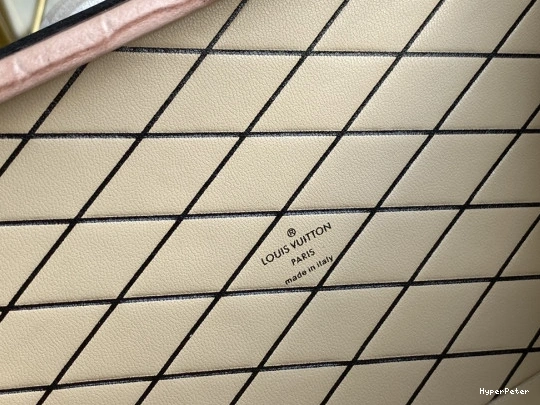 ®
LOUIS VUITTON
PARIS
made in italy
HyperPeter